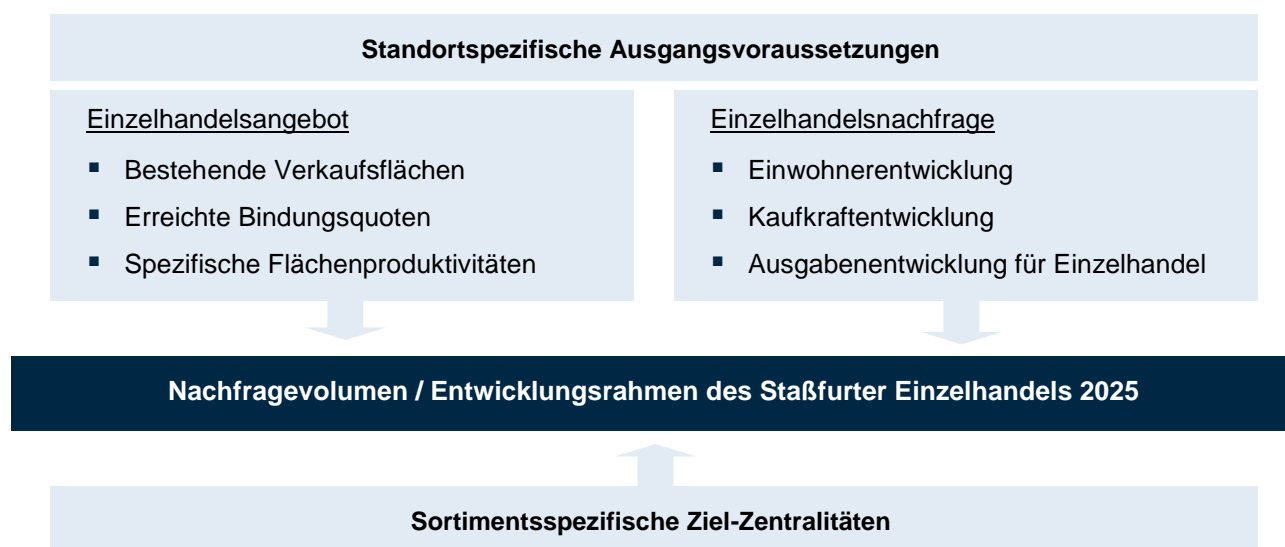 Standortspezifische Ausgangsvoraussetzungen
Einzelhandelsangebot
▪ Bestehende Verkaufsflächen
▪ Erreichte Bindungsquoten
▪ Spezifische Flächenproduktivitäten
Einzelhandelsnachfrage
▪ Einwohnerentwicklung
▪ Kaufkraftentwicklung
▪ Ausgabenentwicklung für Einzelhandel
Nachfragevolumen / Entwicklungsrahmen des Staßfurter Einzelhandels 2025
Sortimentsspezifische Ziel-Zentralitäten